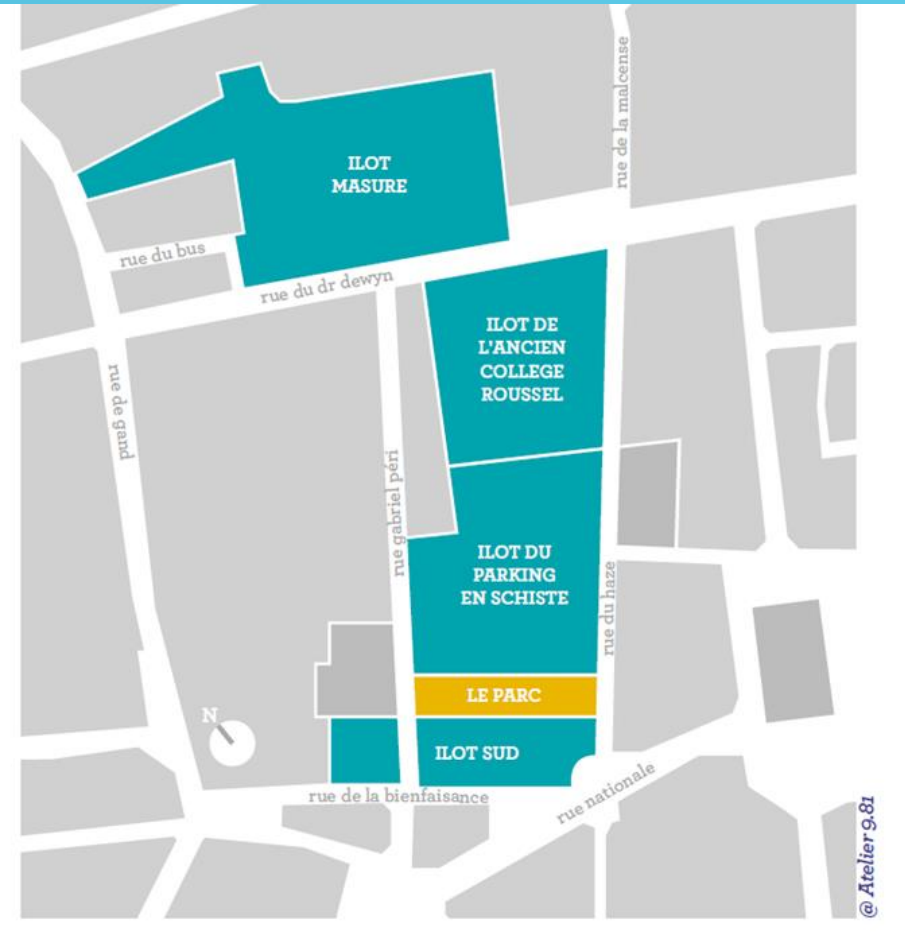 rue de la malcense
ILOT
MASURE
rue du bus
rue du dr dewyn
ILOT DE
L'ANCIEN
COLLEGE
ROUSSEL
rue de gand
rue gabriel péri
ILOT DU
PARKING
EN SCHISTE
rue du haze
LE PARC
N
ILOT SUD
rue de la bienfaisance
rue nationale
@ Atelier 9.81